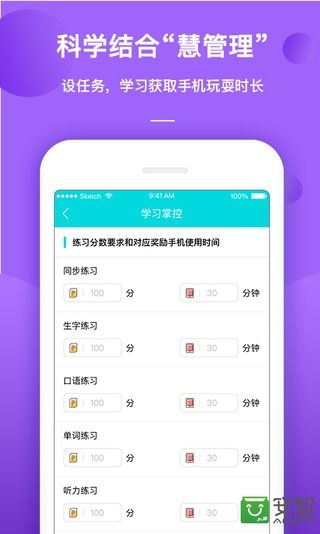 科学结合“慧管理”
设任务，学习获取手机玩耍时长
Sketch 9:41 AM 100%
学习掌控
练习分数要求和对应奖励手机使用时间
同步练习
100 分 30 分钟
生字练习
100 分 30 分钟
口语练习
100 分 30 分钟
单词练习
100 分 30 分钟
听力练习
100 分 30
安智